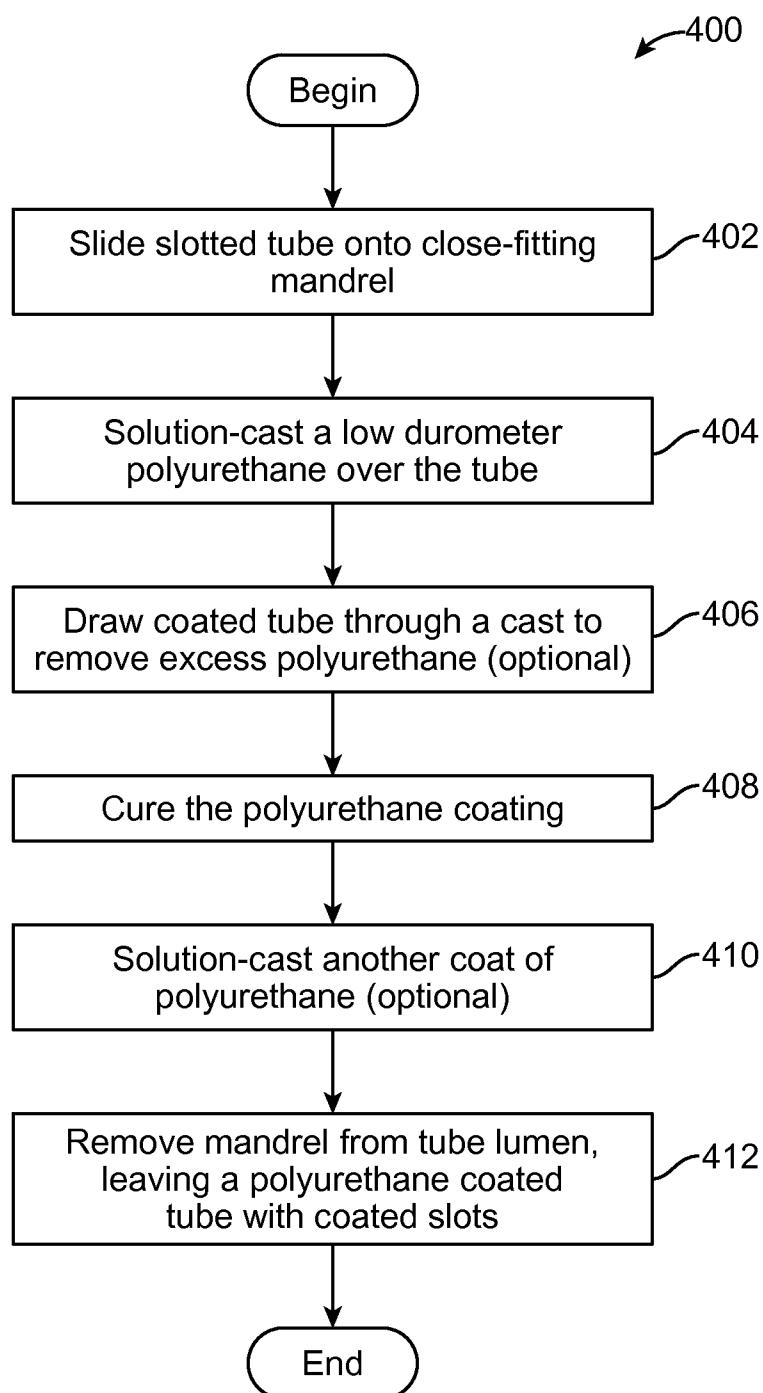 400
Begin
Slide slotted tube onto close-fitting
mandrel
402
Solution-cast a low durometer
polyurethane over the tube
404
Draw coated tube through a cast to
remove excess polyurethane (optional)
406
Cure the polyurethane coating
408
Solution-cast another coat of
polyurethane (optional)
410
Remove mandrel from tube lumen,
leaving a polyurethane coated
tube with coated slots
412
End